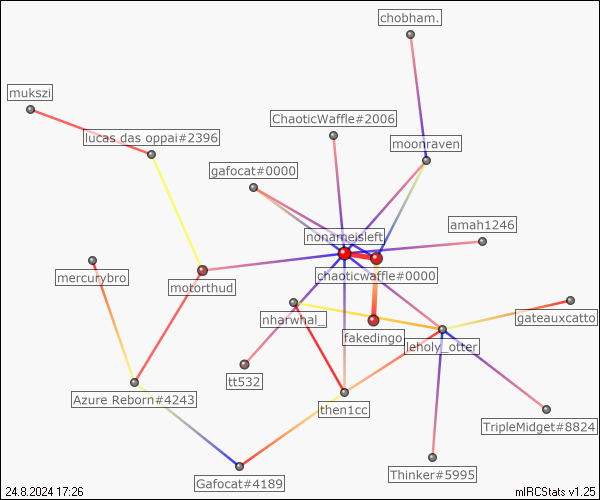 chobham.
mukszi
ChaoticWaffle#2006
lucas das oppai#2396
moonraven
gafocat#0000
amah1246
nonameisleft
mercurybro
chaoticwaffle#0000
motorthud
nharwhal_
gateauxcatto
fakedingo
leholy_otter
tt532
Azure Reborn#4243
then1cc
TripleMidget#8824
Thinker#5995
Gafocat#4189
24.8.2024 17:26
mIRCStats v1.25